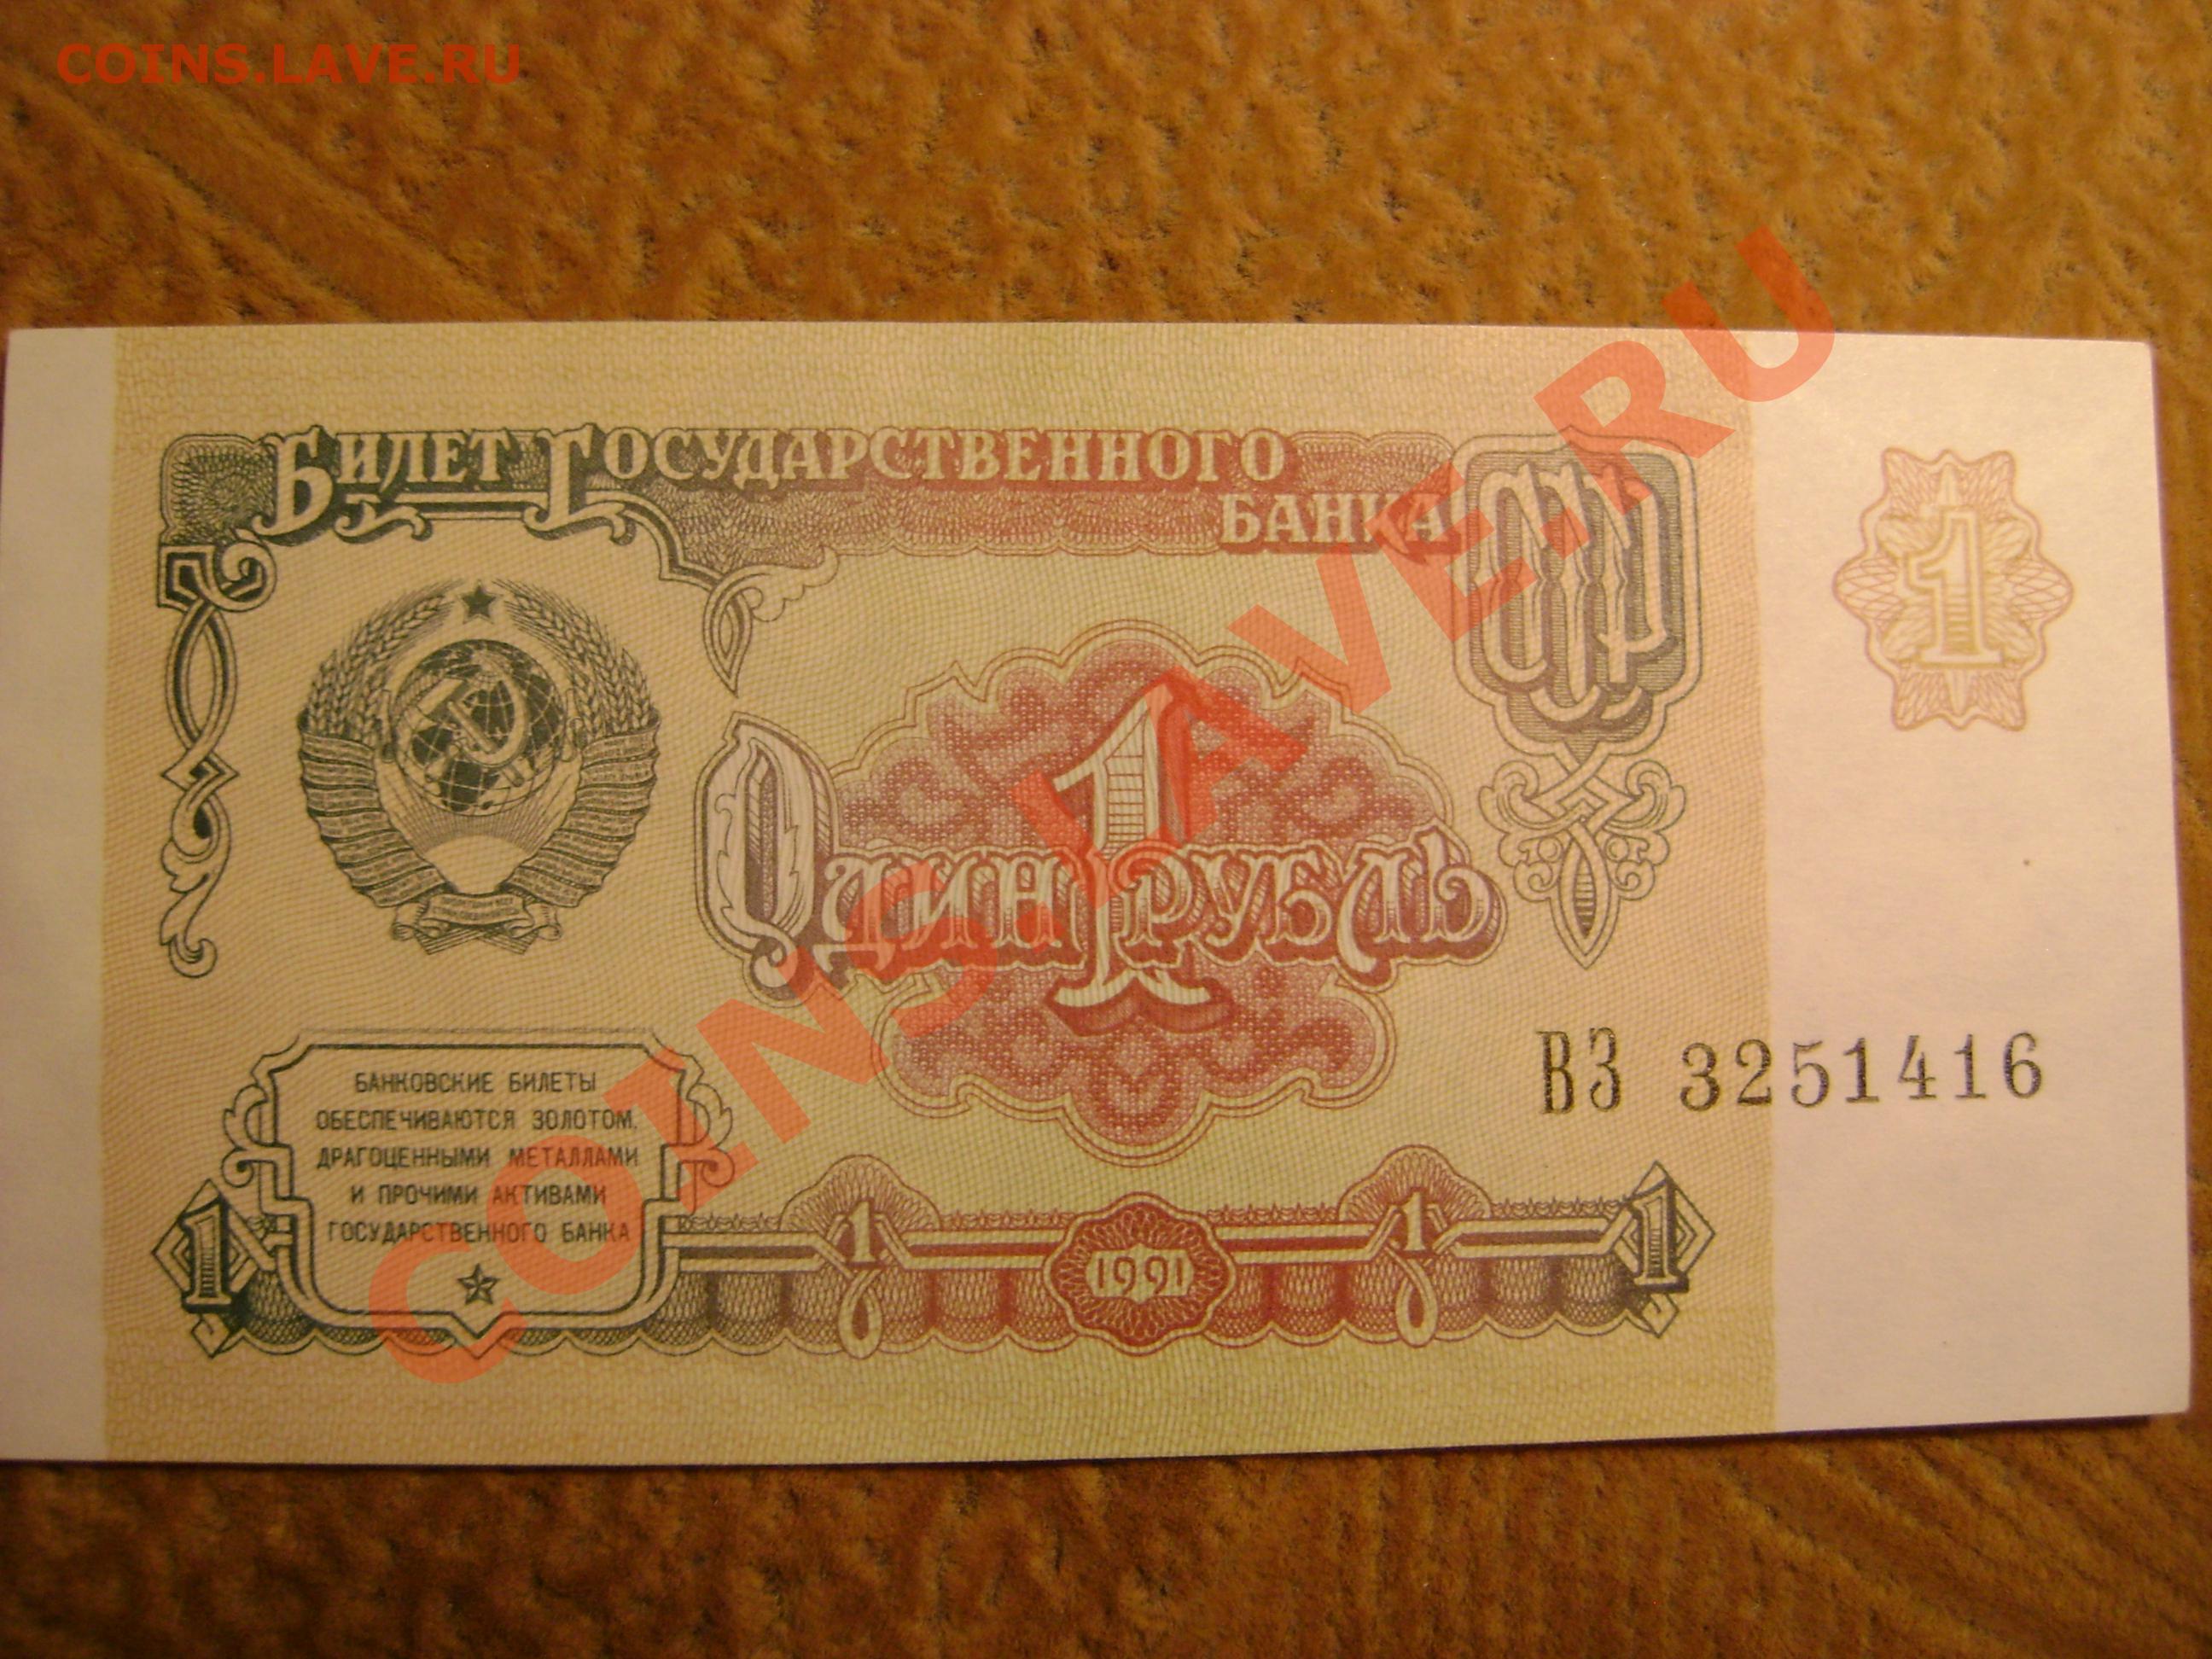 COINS.LAVE.RU
БИЛЕТ ГОСУДАРСТВЕННОГО
БАНКА
СССР
1
1
ОДИН РУБЛЬ
ВЗ 3251416
БАНКОВСКИЕ БИЛЕТЫ
ОБЕСПЕЧИВАЮТСЯ ЗОЛОТОМ,
ДРАГОЦЕННЫМИ МЕТАЛЛАМИ
И ПРОЧИМИ АКТИВАМИ
ГОСУДАРСТВЕННОГО БАНКА
1 1 1991 1 1
COINS.LAVE.RU